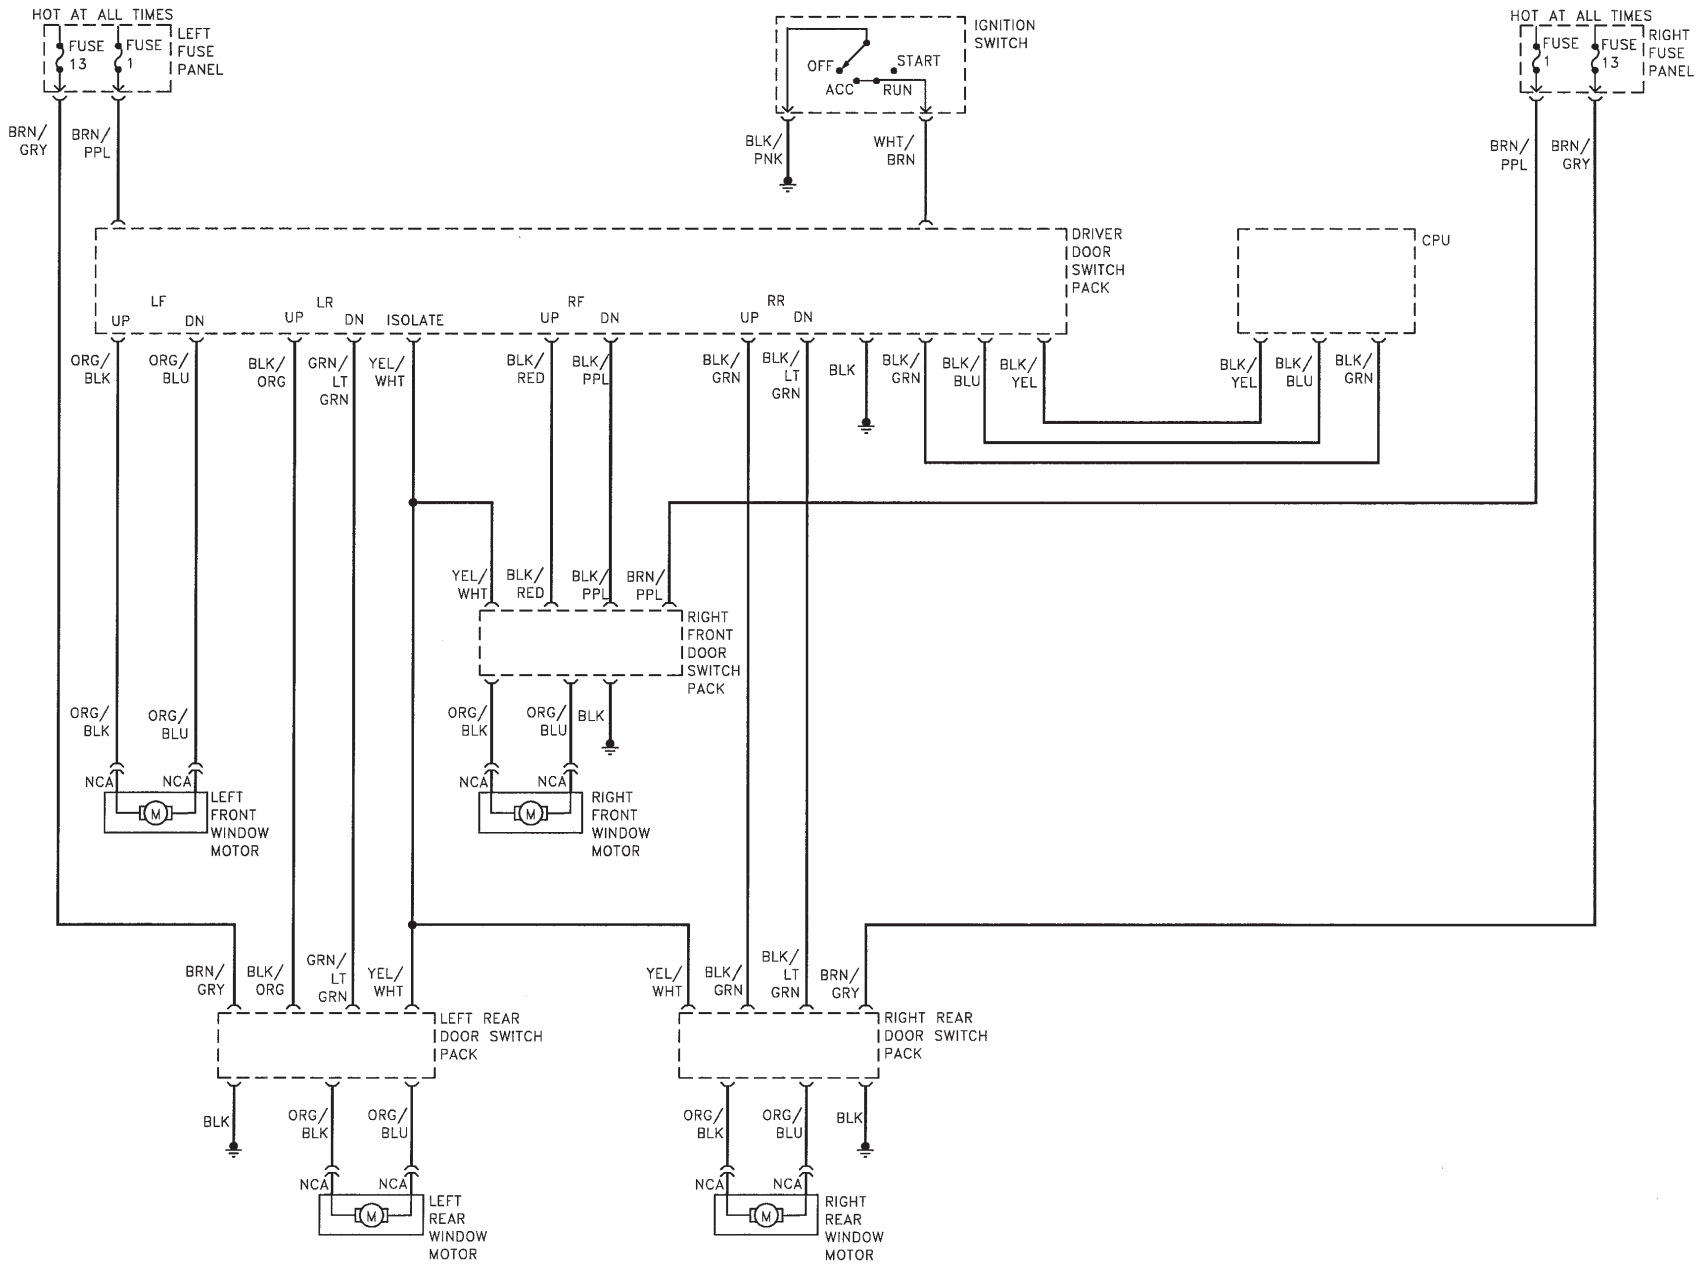 HOT AT ALL TIMES
FUSE
13
FUSE
1
LEFT
FUSE
PANEL
BRN/
GRY
BRN/
PPL
IGNITION
SWITCH
OFF
START
ACC
RUN
BLK/
PNK
WHT/
BRN
HOT AT ALL TIMES
FUSE
1
FUSE
13
RIGHT
FUSE
PANEL
BRN/
PPL
BRN/
GRY
DRIVER
DOOR
SWITCH
PACK
CPU
LF
UP
DN
LR
UP
DN
ISOLATE
RF
UP
DN
RR
UP
DN
ORG/
BLK
ORG/
BLU
BLK/
ORG
GRN/
LT
GRN
YEL/
WHT
BLK/
RED
BLK/
PPL
BLK/
GRN
BLK/
LT
GRN
BLK
BLK/
GRN
BLK/
BLU
BLK/
YEL
BLK/
YEL
BLK/
BLU
BLK/
GRN
YEL/
WHT
BLK/
RED
BLK/
PPL
BRN/
PPL
RIGHT
FRONT
DOOR
SWITCH
PACK
ORG/
BLK
ORG/
BLU
ORG/
BLK
ORG/
BLU
BLK
NCA
NCA
M
LEFT
FRONT
WINDOW
MOTOR
NCA
NCA
M
RIGHT
FRONT
WINDOW
MOTOR
BRN/
GRY
BLK/
ORG
GRN/
LT
GRN
YEL/
WHT
YEL/
WHT
BLK/
GRN
BLK/
LT
GRN
BRN/
GRY
LEFT REAR
DOOR SWITCH
PACK
RIGHT REAR
DOOR SWITCH
PACK
BLK
ORG/
BLK
ORG/
BLU
ORG/
BLK
ORG/
BLU
BLK
NCA
NCA
M
LEFT
REAR
WINDOW
MOTOR
NCA
NCA
M
RIGHT
REAR
WINDOW
MOTOR